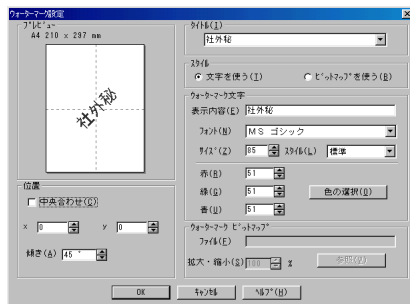 ウォーターマーク設定
プレビュー
A4 210 × 297 mm
社外秘
位置
中央合わせ(C)
x 0 y 0
傾き(A) 45 °
タイトル(I)
社外秘
スタイル
文字を使う(T) ビットマップを使う(B)
ウォーターマーク文字
表示内容(E) 社外秘
フォント(N) ＭＳ ゴシック
サイズ(Z) 85 スタイル(L) 標準
赤(R) 51
緑(G) 51 色の選択(O)
青(U) 51
ウォーターマーク ビットマップ
ファイル(F)
拡大・縮小(S) 100 % 参照(W)
OK キャンセル ヘルプ(H)